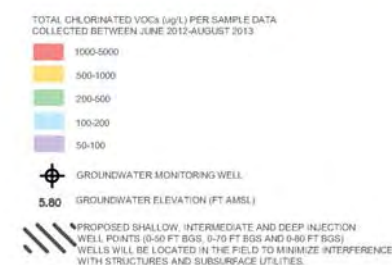 TOTAL CHLORINATED VOCs (ug/L) PER SAMPLE DATA
COLLECTED BETWEEN JUNE 2012-AUGUST 2013
1000-5000
500-1000
200-500
100-200
50-100
GROUNDWATER MONITORING WELL
5.80 GROUNDWATER ELEVATION (FT AMSL)
PROPOSED SHALLOW, INTERMEDIATE AND DEEP INJECTION
WELL POINTS (0-50 FT BGS, 0-70 FT BGS AND 0-80 FT BGS)
WELLS WILL BE LOCATED IN THE FIELD TO MINIMIZE INTERFERENCE
WITH STRUCTURES AND SUBSURFACE UTILITIES.